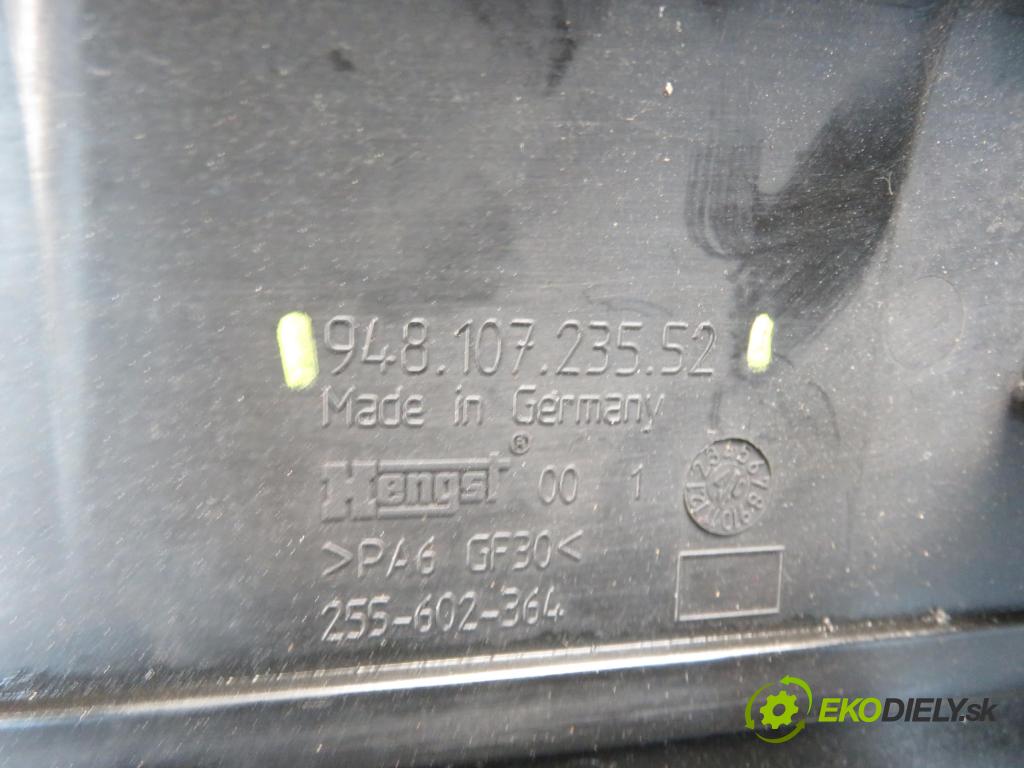 948.107.235.52
Made in Germany
Hengst® 00 1
>PA6 GF30<
255-602-364
EKODIELY.sk